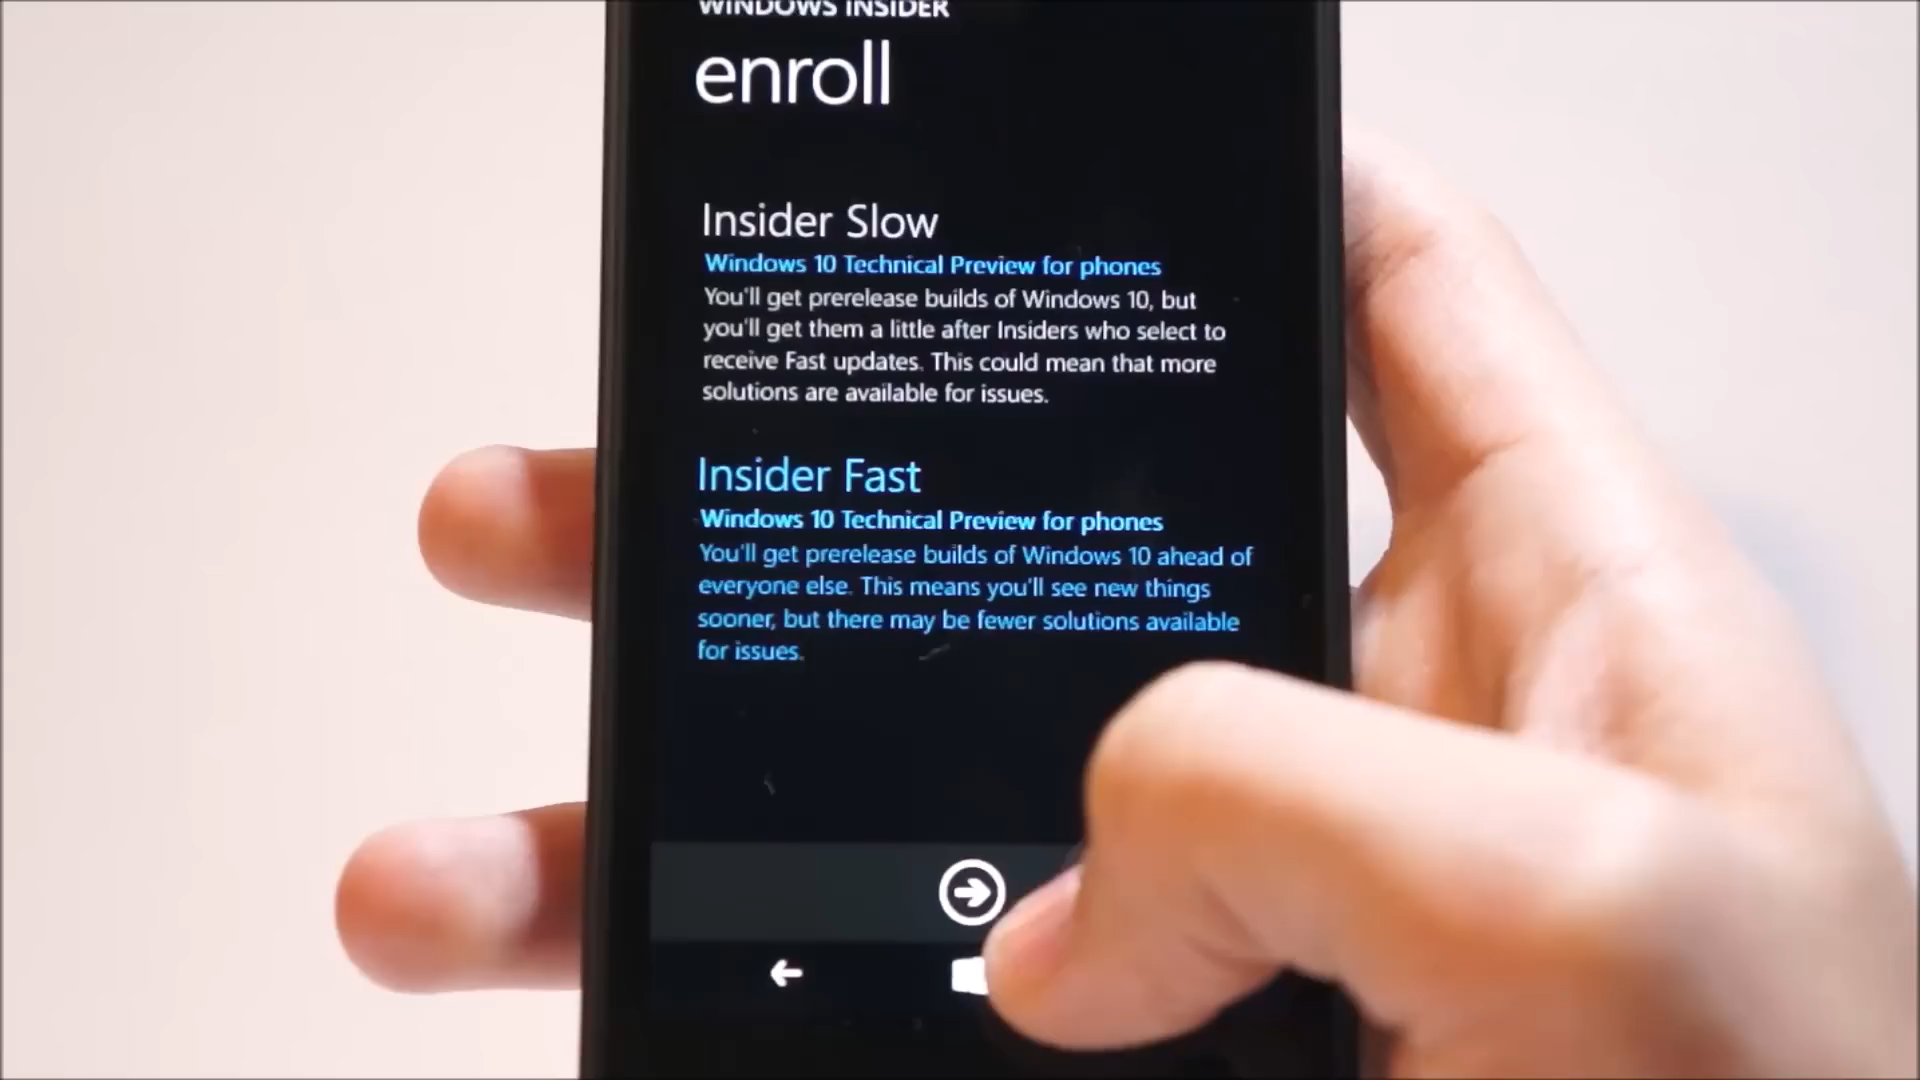 WINDOWS INSIDER
enroll
Insider Slow
Windows 10 Technical Preview for phones
You'll get prerelease builds of Windows 10, but
you'll get them a little after Insiders who select to
receive Fast updates. This could mean that more
solutions are available for issues.
Insider Fast
Windows 10 Technical Preview for phones
You'll get prerelease builds of Windows 10 ahead of
everyone else. This means you'll see new things
sooner, but there may be fewer solutions available
for issues.